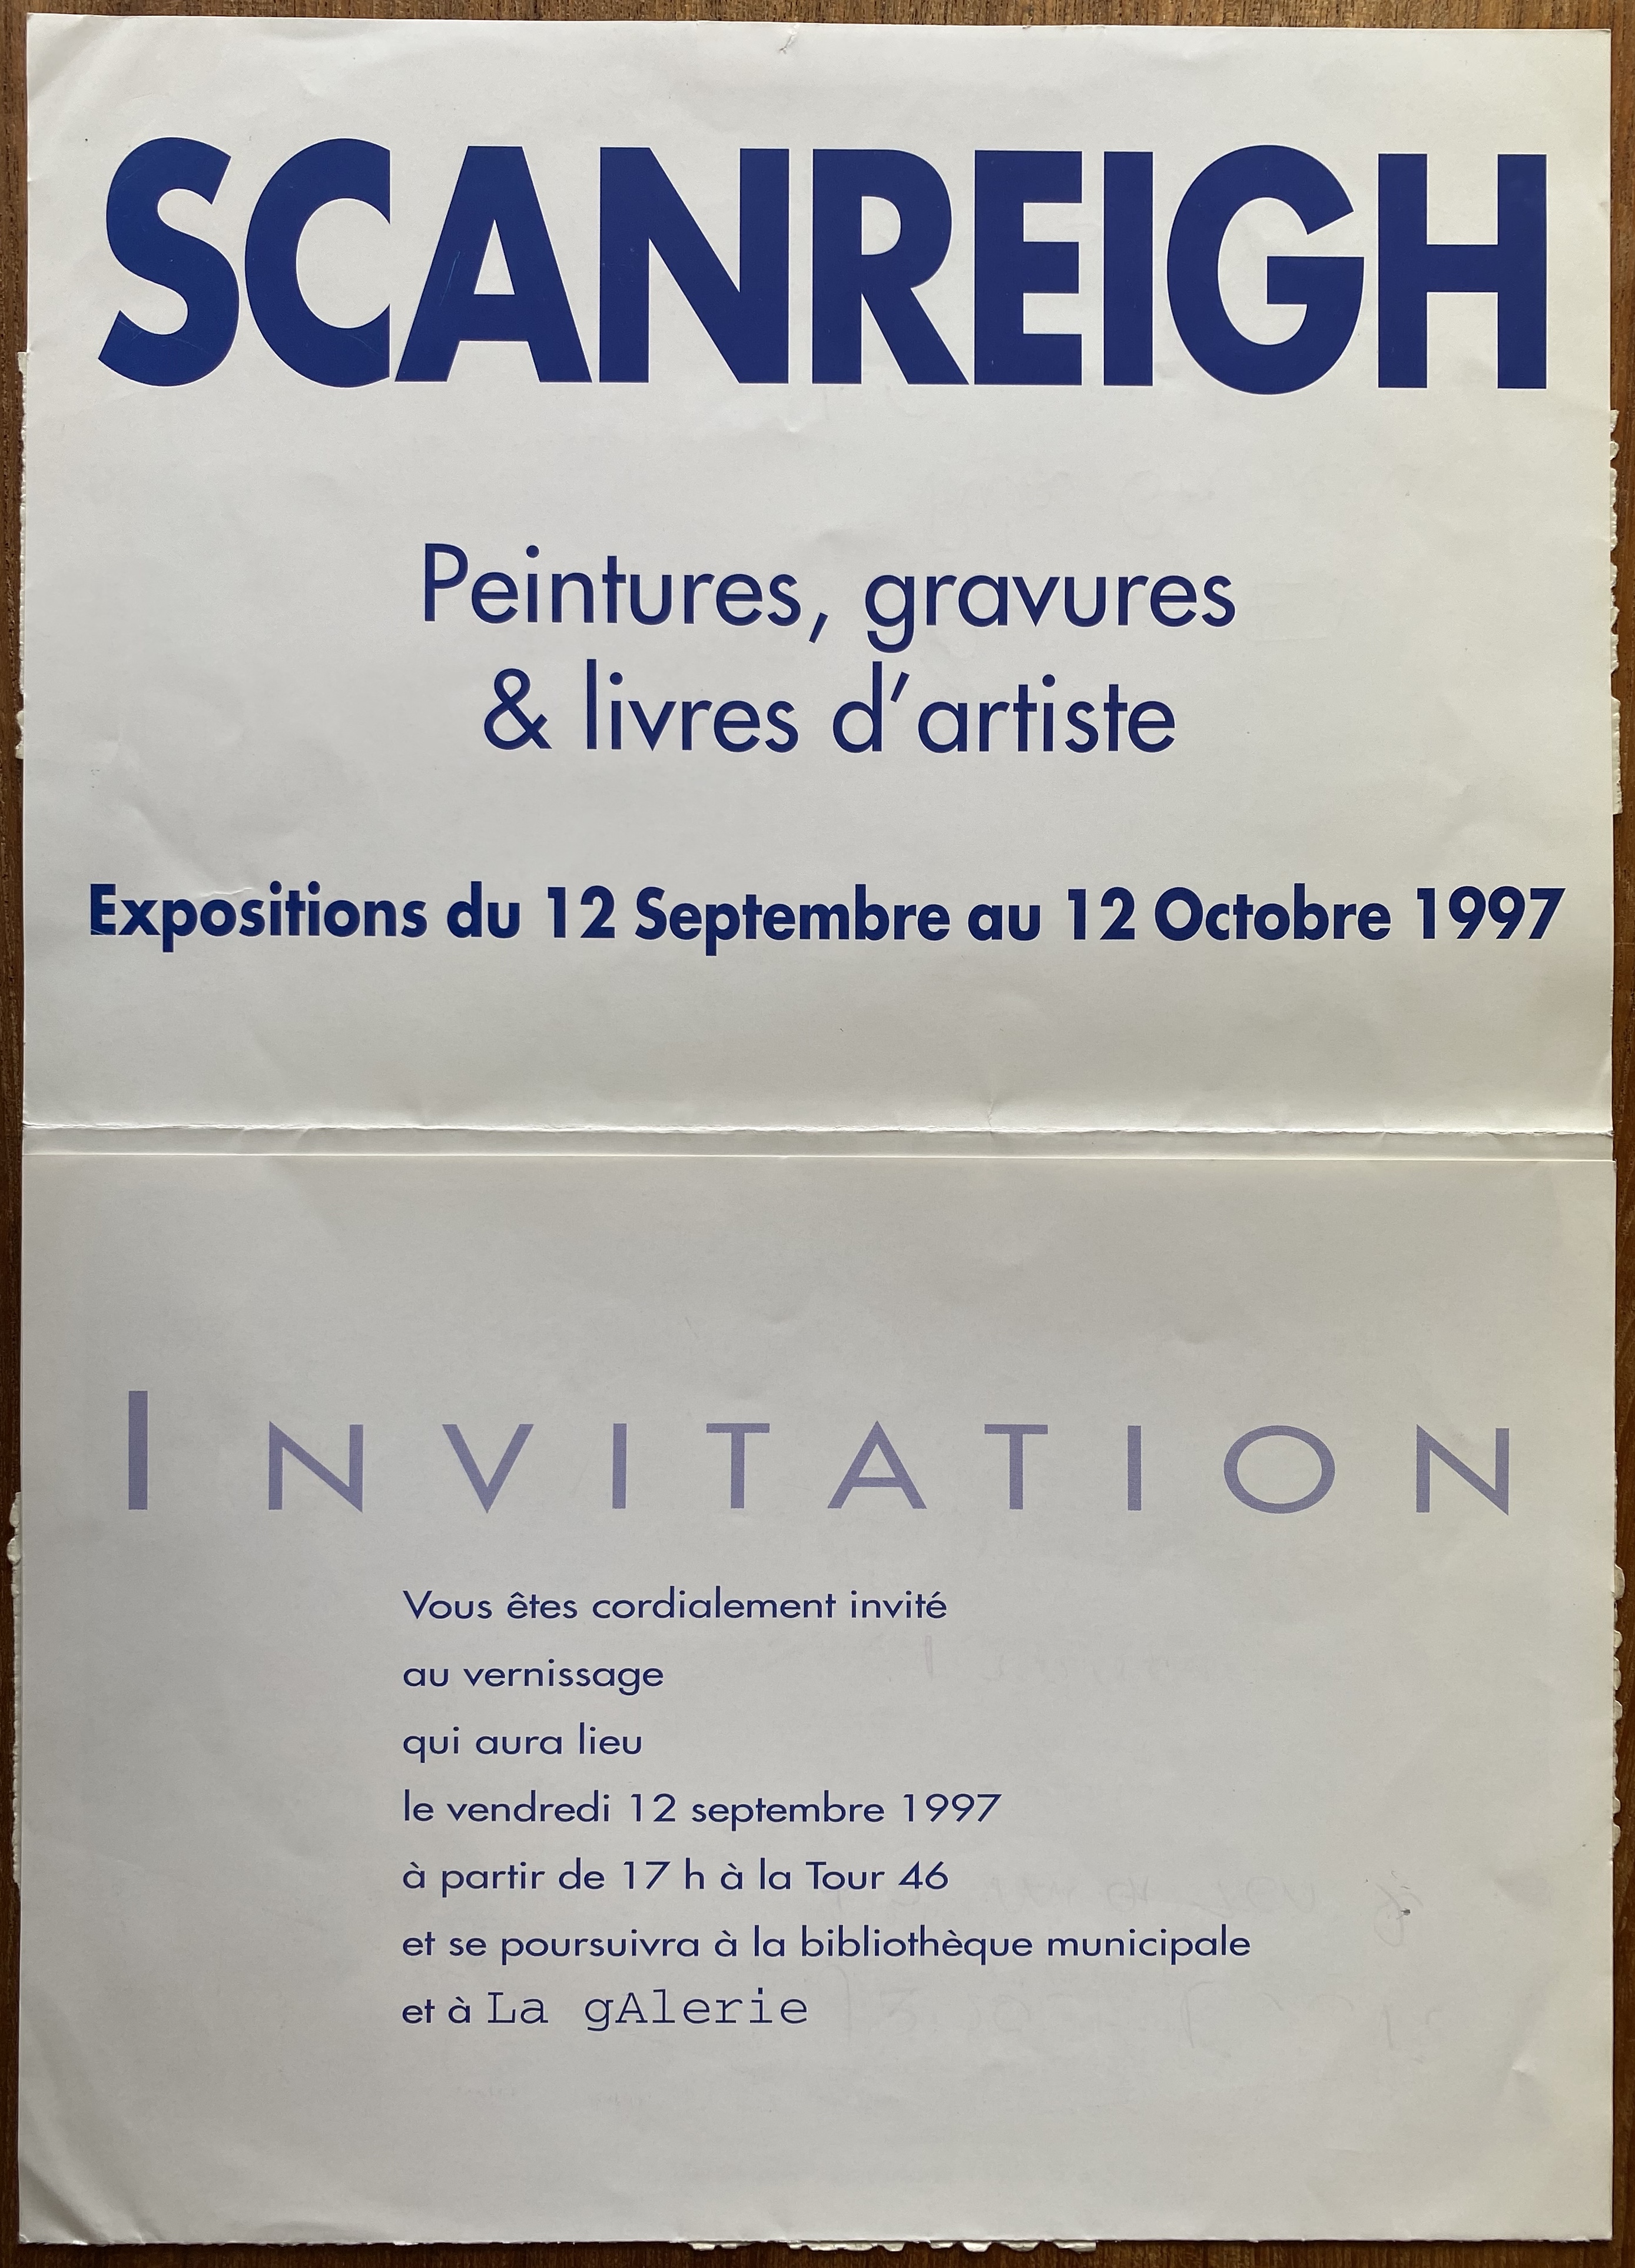 SCANREIGH
Peintures, gravures
& livres d'artiste
Expositions du 12 Septembre au 12 Octobre 1997
INVITATION
Vous êtes cordialement invité
au vernissage
qui aura lieu
le vendredi 12 septembre 1997
à partir de 17 h à la Tour 46
et se poursuivra à la bibliothèque municipale
et à La gAlerie